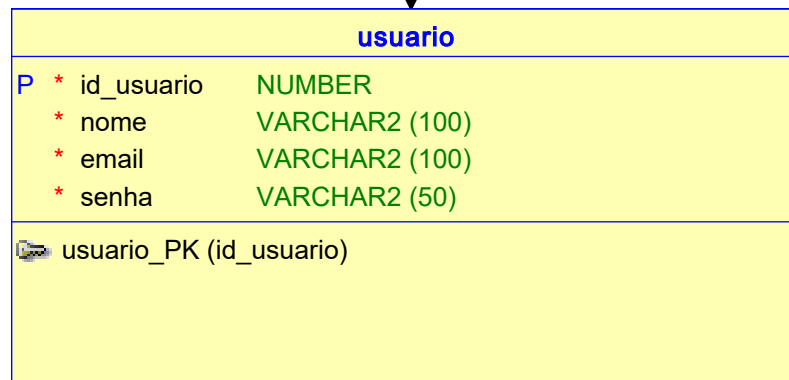 usuario
P * id_usuario NUMBER
* nome VARCHAR2 (100)
* email VARCHAR2 (100)
* senha VARCHAR2 (50)
usuario_PK (id_usuario)